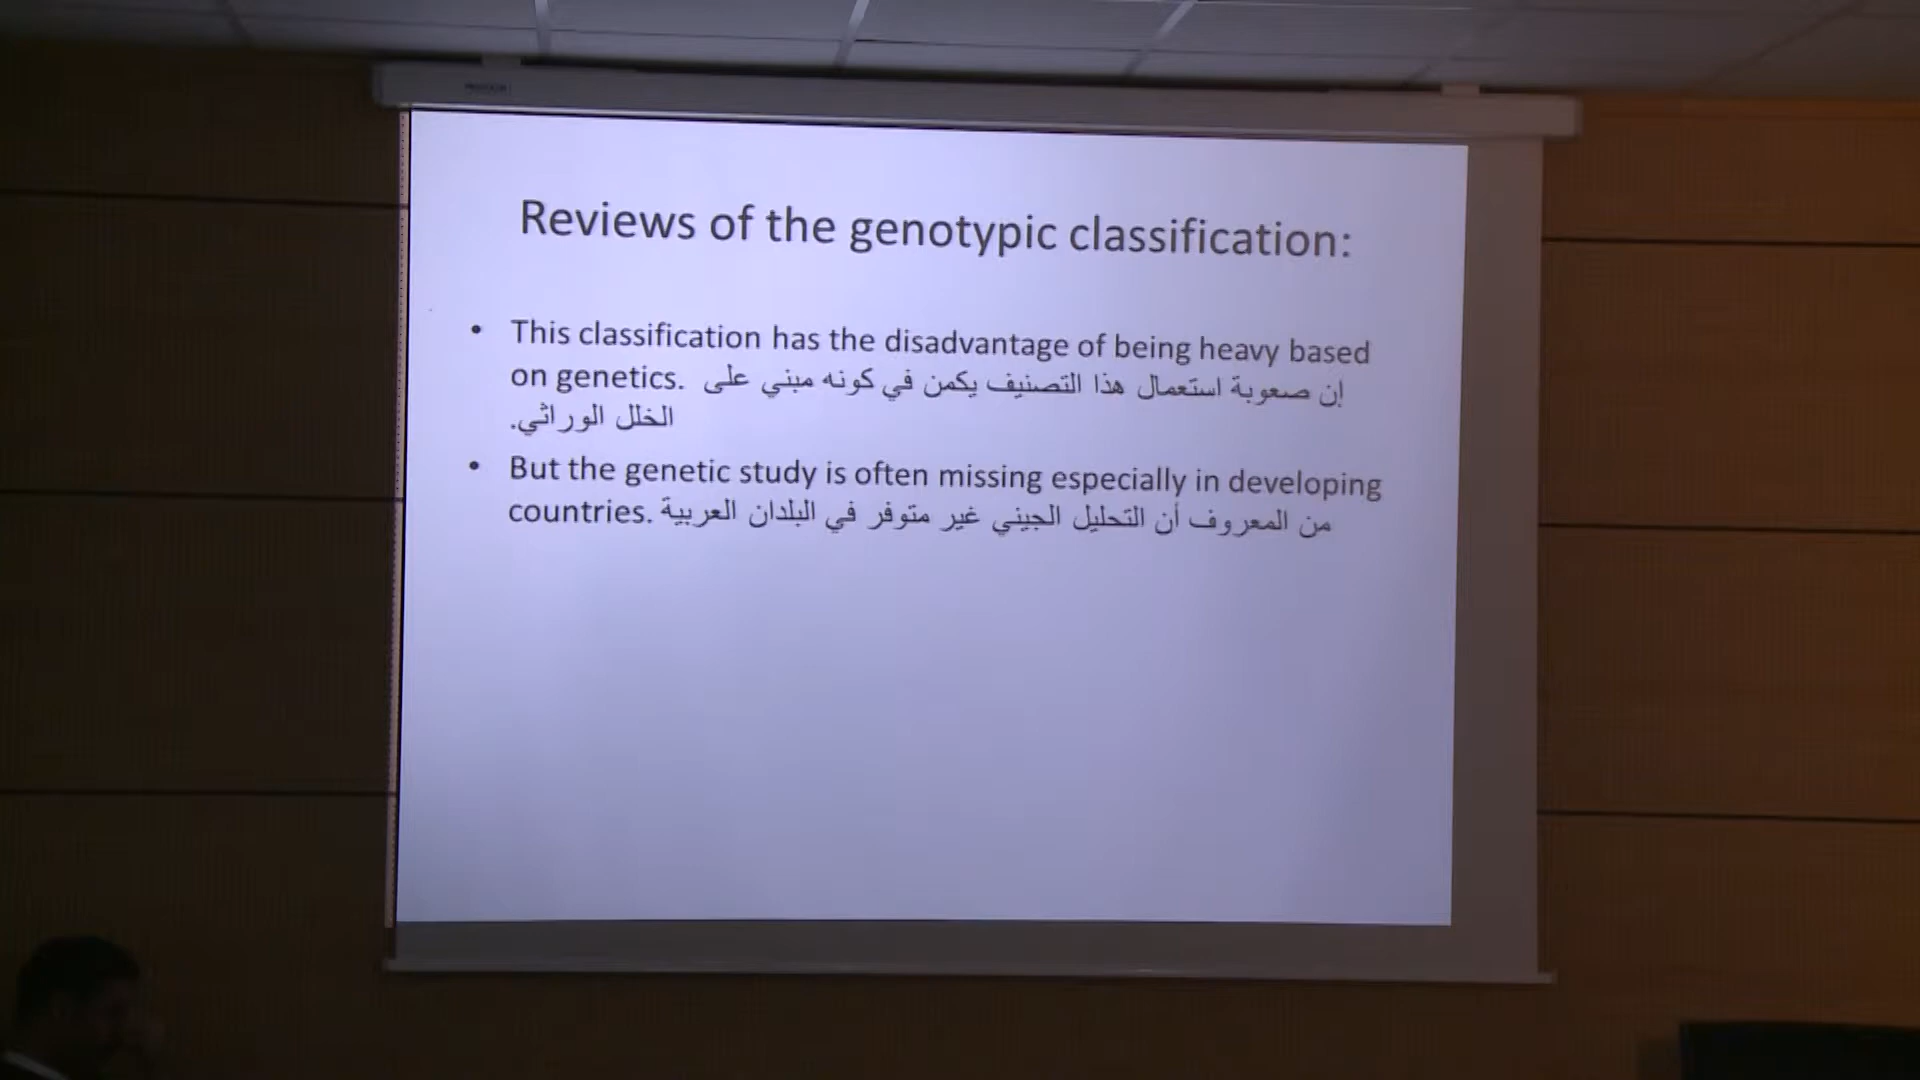 Reviews of the genotypic classification:
• This classification has the disadvantage of being heavy based
on genetics. إن صعوبة استعمال هذا التصنيف يكمن في كونه مبني على
الخلل الوراثي.
• But the genetic study is often missing especially in developing
countries. من المعروف أن التحليل الجيني غير متوفر في البلدان العربية